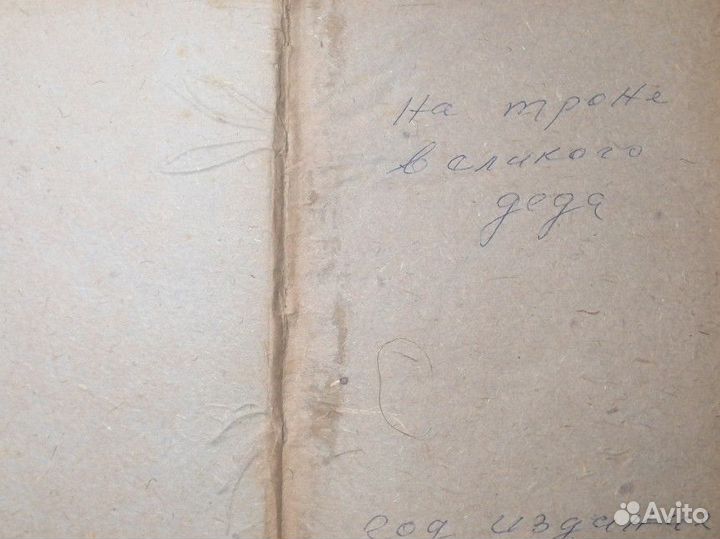 На троне
великого
деда
год издания
Avito